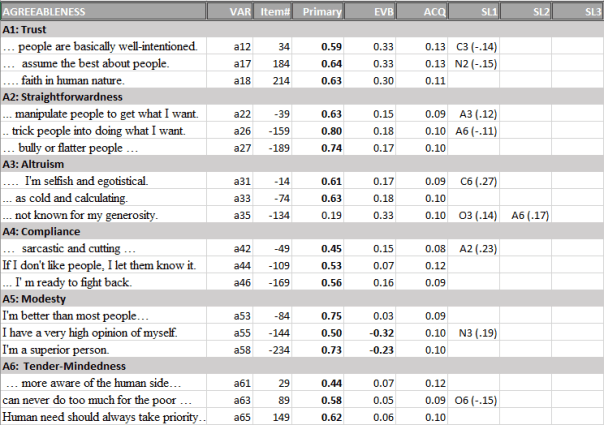 AGREEABLENESS VAR Item# Primary EVB ACQ SL1 SL2 SL3
A1: Trust
… people are basically well-intentioned. a12 34 0.59 0.33 0.13 C3 (-.14)
… assume the best about people. a17 184 0.64 0.33 0.13 N2 (-.15)
…. faith in human nature. a18 214 0.63 0.30 0.11
A2: Straightforwardness
... manipulate people to get what I want. a22 -39 0.63 0.15 0.09 A3 (.12)
.. trick people into doing what I want. a26 -159 0.80 0.18 0.10 A6 (-.11)
… bully or flatter people … a27 -189 0.74 0.17 0.10
A3: Altruism
…. I'm selfish and egotistical. a31 -14 0.61 0.17 0.09 C6 (.27)
... as cold and calculating. a33 -74 0.63 0.18 0.10
... not known for my generosity. a35 -134 0.19 0.33 0.10 O3 (.14) A6 (.17)
A4: Compliance
… sarcastic and cutting … a42 -49 0.45 0.15 0.08 A2 (.23)
If I don't like people, I let them know it. a44 -109 0.53 0.07 0.12
... I' m ready to fight back. a46 -169 0.56 0.16 0.09
A5: Modesty
I'm better than most people… a53 -84 0.75 0.03 0.09
I have a very high opinion of myself. a55 -144 0.50 -0.32 0.10 N3 (.19)
I'm a superior person. a58 -234 0.73 -0.23 0.10
A6: Tender-Mindedness
… more aware of the human side… a61 29 0.44 0.07 0.12
can never do too much for the poor ... a63 89 0.58 0.05 0.09 O6 (-.15)
Human need should always take priority.. a65 149 0.62 0.06 0.10